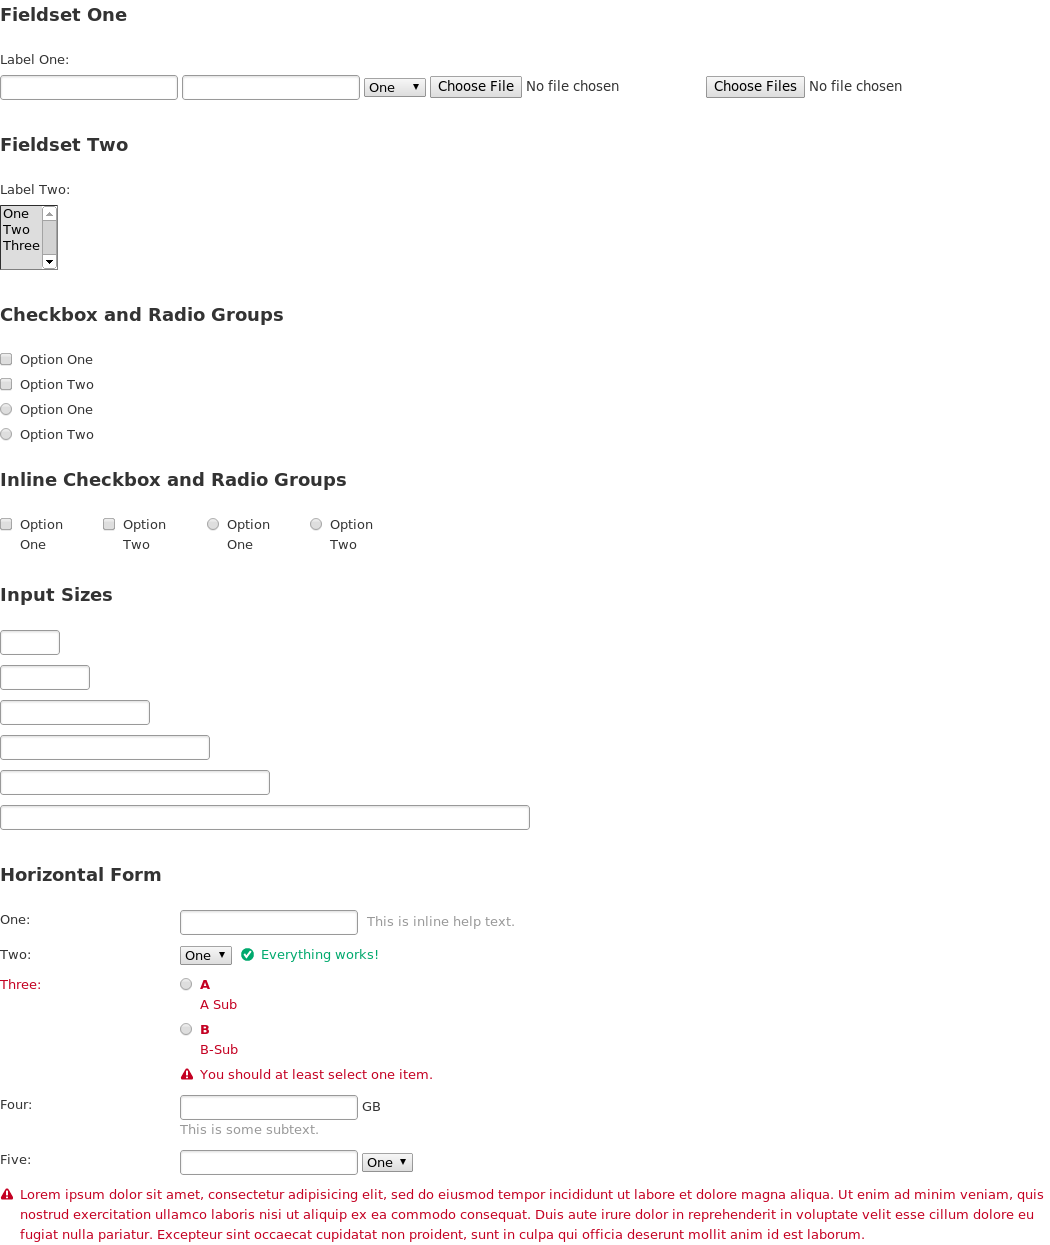 Fieldset One
Label One:
One Choose File No file chosen Choose Files No file chosen
Fieldset Two
Label Two:
One
Two
Three
Checkbox and Radio Groups
Option One
Option Two
Option One
Option Two
Inline Checkbox and Radio Groups
Option Option Option Option
One Two One Two
Input Sizes
Horizontal Form
One: This is inline help text.
Two: One Everything works!
Three: A
A Sub
B
B-Sub
You should at least select one item.
Four: GB
This is some subtext.
Five: One
Lorem ipsum dolor sit amet, consectetur adipisicing elit, sed do eiusmod tempor incididunt ut labore et dolore magna aliqua. Ut enim ad minim veniam, quis
nostrud exercitation ullamco laboris nisi ut aliquip ex ea commodo consequat. Duis aute irure dolor in reprehenderit in voluptate velit esse cillum dolore eu
fugiat nulla pariatur. Excepteur sint occaecat cupidatat non proident, sunt in culpa qui officia deserunt mollit anim id est laborum.